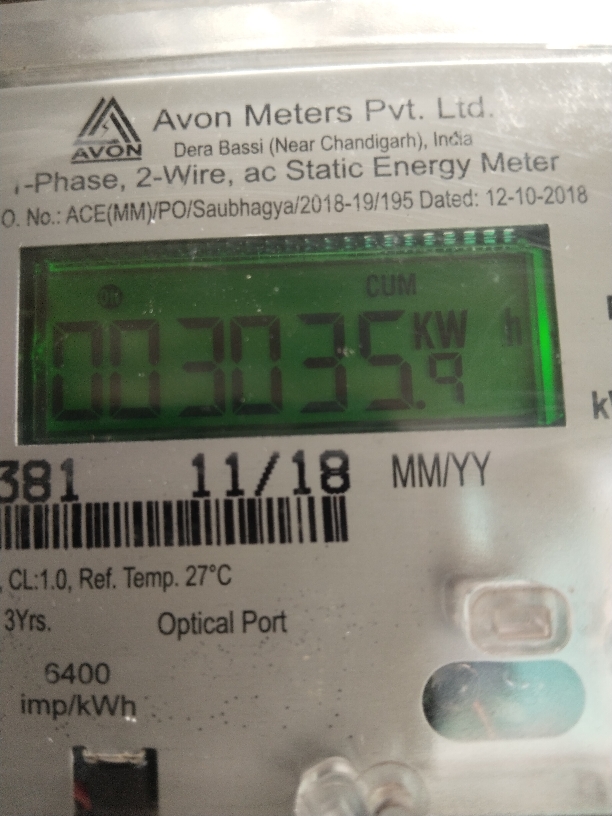 Avon Meters Pvt. Ltd.
AVON
Dera Bassi (Near Chandigarh), India
-Phase, 2-Wire, ac Static Energy Meter
O. No.: ACE(MM)/PO/Saubhagya/2018-19/195 Dated: 12-10-2018
CUM
003035.9 KW h
381 11/18 MM/YY
, CL:1.0, Ref. Temp. 27°C
3Yrs. Optical Port
6400
imp/kWh